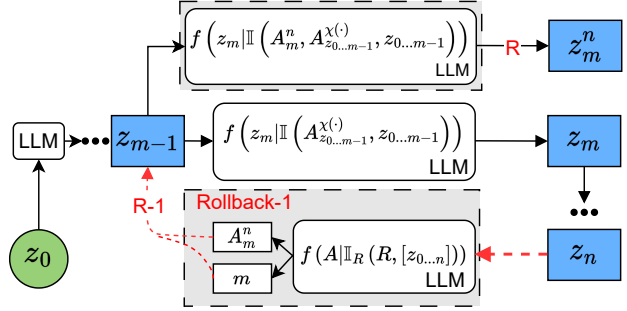 f(z_m|𝕀(A_m^n, A_{z_{0...m-1}}^{χ(·)}, z_{0...m-1}))
LLM
R
z_m^n
LLM
z_{m-1}
f(z_m|𝕀(A_{z_{0...m-1}}^{χ(·)}, z_{0...m-1}))
LLM
z_m
R-1
Rollback-1
A_m^n
m
f(A|𝕀_R(R,[z_{0...n}]))
LLM
z_0
z_n